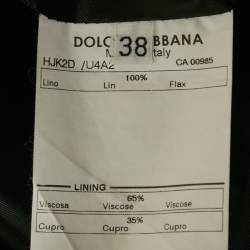 DOLC 38 BBANA
M taly
HJK2D /U4A2 CA 00985
100%
Lino Lin Flax
LINING
65%
Viscosa Viscose Viscose
35%
Cupro Cupro Cupro